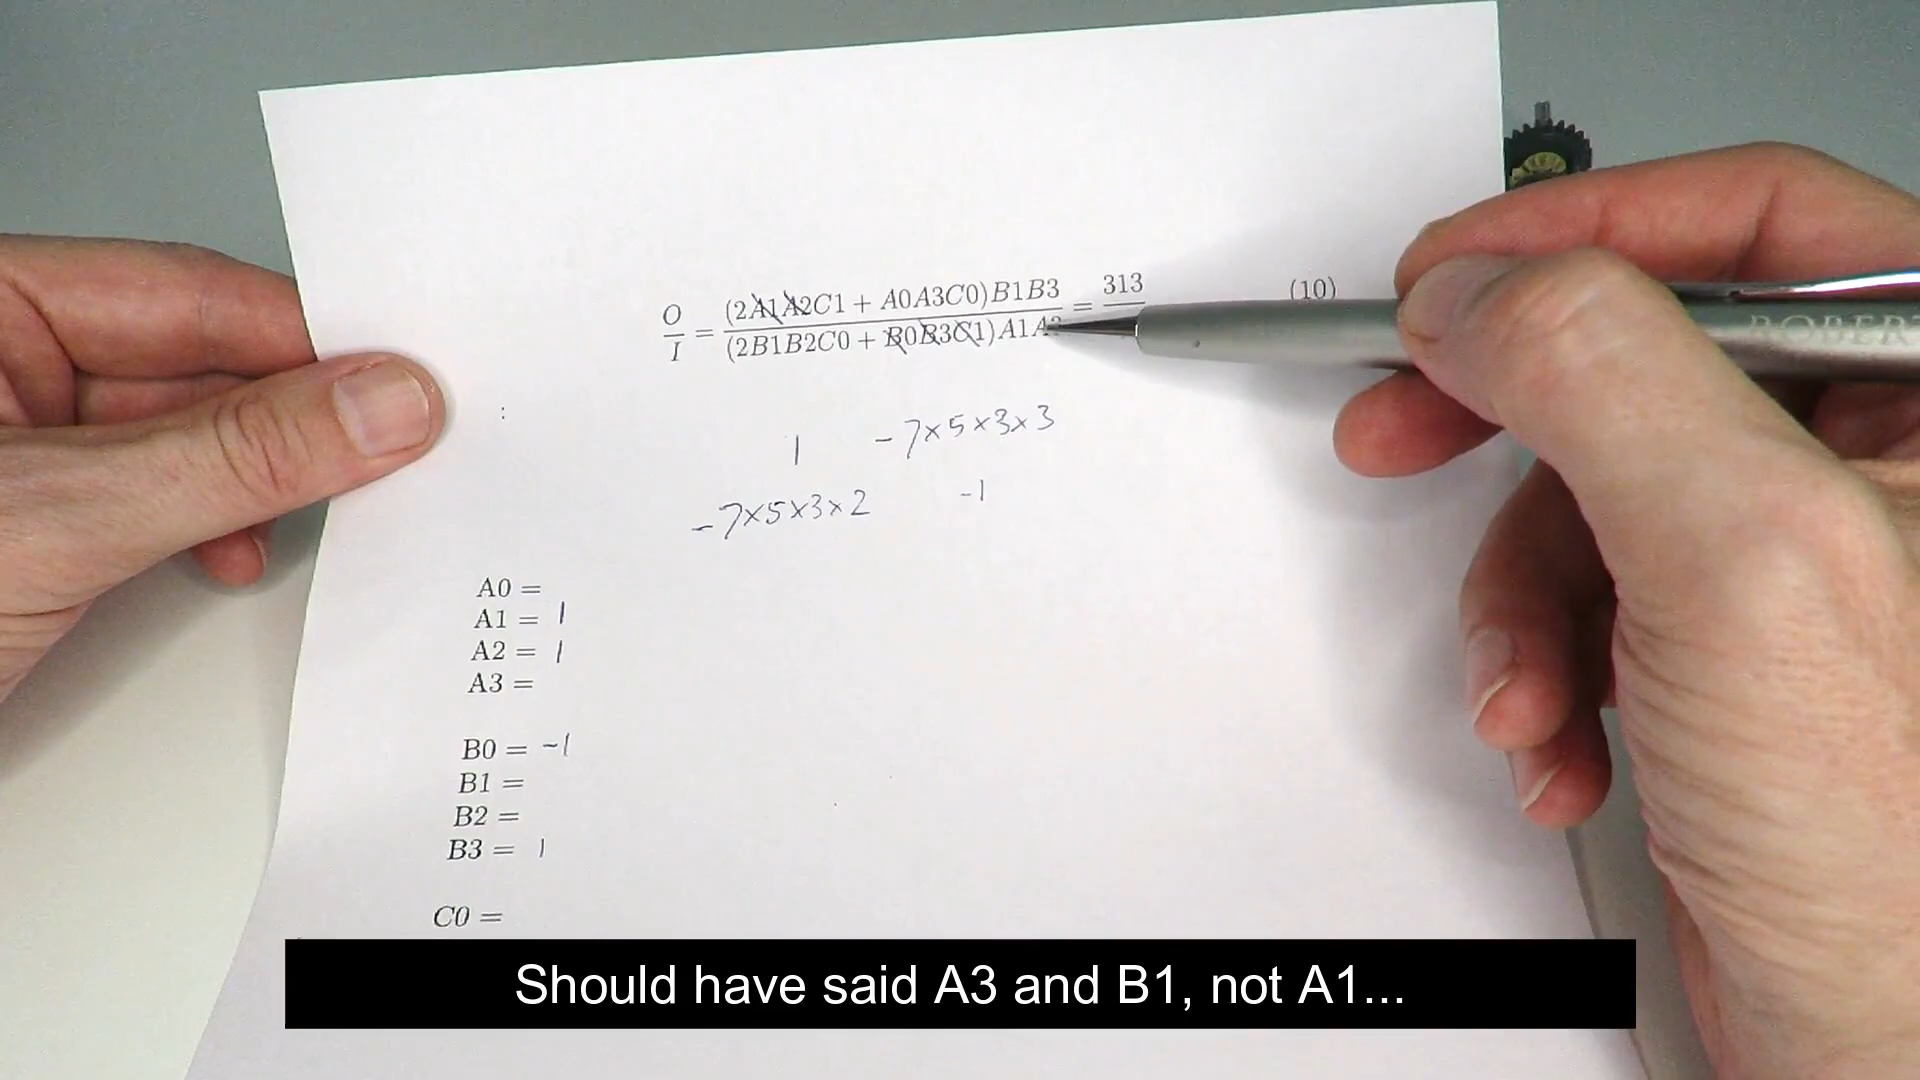 O/I = (2A1A2C1 + A0A3C0)B1B3 / (2B1B2C0 + B0B3C1)A1A = 313 (10)
:
1 -7×5×3×3
-7×5×3×2 -1
A0 =
A1 = 1
A2 = 1
A3 =
B0 = -1
B1 =
B2 =
B3 = 1
C0 =
ROBERT
Should have said A3 and B1, not A1...